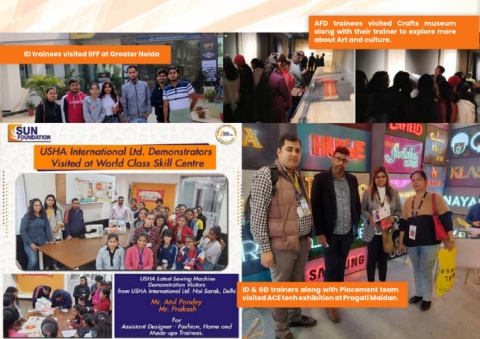 ID trainees visited IIFF at Greater Noida
IIFF
AFD trainees visited Crafts museum
along with their trainer to explore more
about Art and culture.
SUN
FOUNDATION
USHA International Ltd. Demonstrators
Visited at World Class Skill Centre
USHA Latest Sewing Machine
Demonstration Visitors
from USHA International Ltd. Nai Sarak, Delhi.
Mr. Atol Pandey
Mr. Prakash
For
Assistant Designer - Fashion, Home and
Made-ups Trainees.
SAMSUNG
ID & GD trainers along with Placement team
visited ACE tech exhibition at Pragati Maidan.